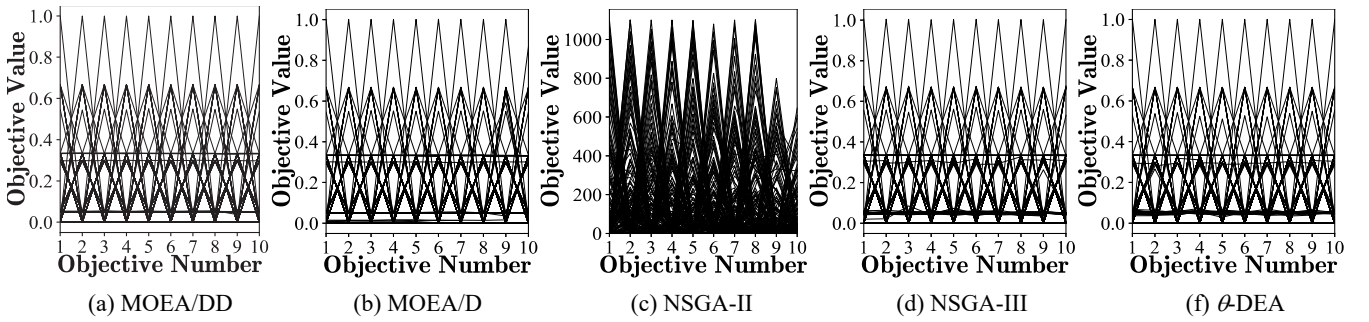 Objective Value
1.0
0.8
0.6
0.4
0.2
0.0
1 2 3 4 5 6 7 8 9 10
Objective Number
(a) MOEA/DD
Objective Value
1.0
0.8
0.6
0.4
0.2
0.0
1 2 3 4 5 6 7 8 9 10
Objective Number
(b) MOEA/D
Objective Value
1000
800
600
400
200
0
1 2 3 4 5 6 7 8 9 10
Objective Number
(c) NSGA-II
Objective Value
1.0
0.8
0.6
0.4
0.2
0.0
1 2 3 4 5 6 7 8 9 10
Objective Number
(d) NSGA-III
Objective Value
1.0
0.8
0.6
0.4
0.2
0.0
1 2 3 4 5 6 7 8 9 10
Objective Number
(f) θ-DEA